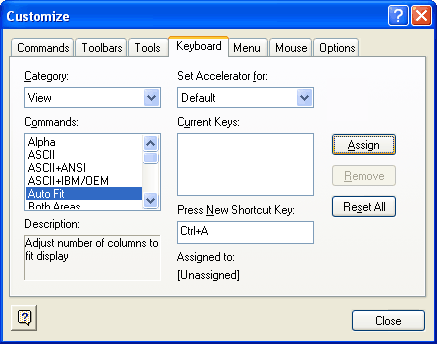 Customize
Commands Toolbars Tools Keyboard Menu Mouse Options
Category:
View
Set Accelerator for:
Default
Commands:
Alpha
ASCII
ASCII+ANSI
ASCII+IBM/OEM
Auto Fit
Both Areas
Current Keys:
Assign
Remove
Reset All
Description:
Adjust number of columns to
fit display
Press New Shortcut Key:
Ctrl+A
Assigned to:
[Unassigned]
Close